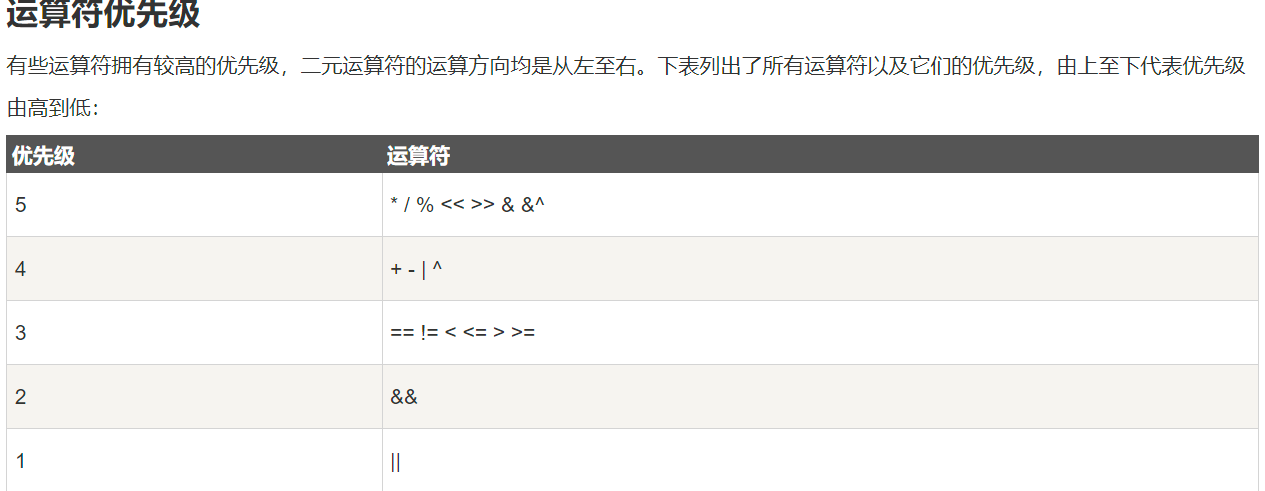 运算符优先级
有些运算符拥有较高的优先级，二元运算符的运算方向均是从左至右。下表列出了所有运算符以及它们的优先级，由上至下代表优先级
由高到低：
优先级 运算符
5 * / % << >> & &^
4 + - | ^
3 == != < <= > >=
2 &&
1 ||